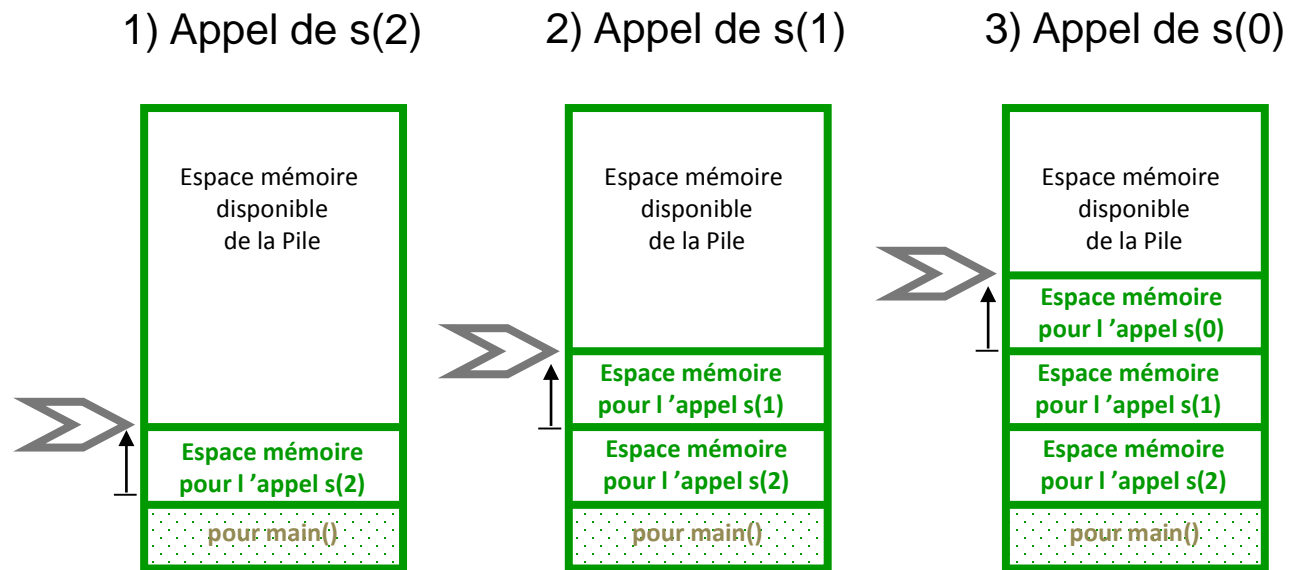 1) Appel de s(2)
2) Appel de s(1)
3) Appel de s(0)
Espace mémoire
disponible
de la Pile
Espace mémoire
pour l ’appel s(2)
pour main()
Espace mémoire
disponible
de la Pile
Espace mémoire
pour l ’appel s(1)
Espace mémoire
pour l ’appel s(2)
pour main()
Espace mémoire
disponible
de la Pile
Espace mémoire
pour l ’appel s(0)
Espace mémoire
pour l ’appel s(1)
Espace mémoire
pour l ’appel s(2)
pour main()